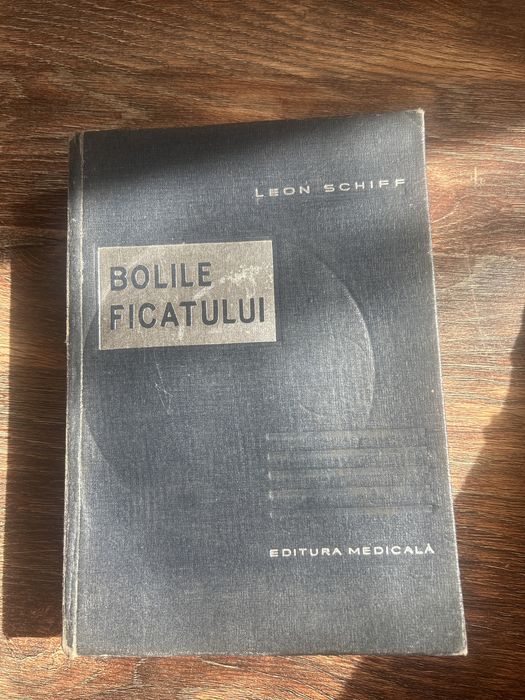 LEON SCHIFF
BOLILE
FICATULUI
EDITURA MEDICALĂ